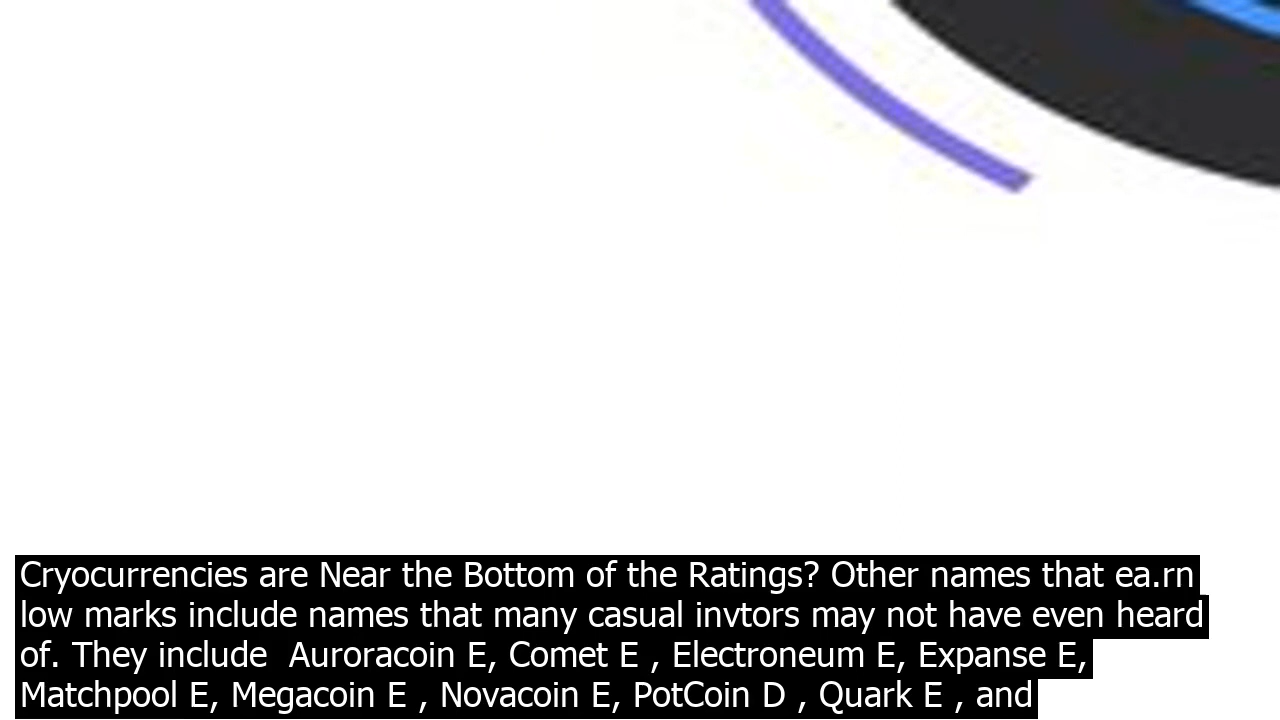 Cryocurrencies are Near the Bottom of the Ratings? Other names that ea.rn
low marks include names that many casual invtors may not have even heard
of. They include  Auroracoin E, Comet E , Electroneum E, Expanse E,
Matchpool E, Megacoin E , Novacoin E, PotCoin D , Quark E , and